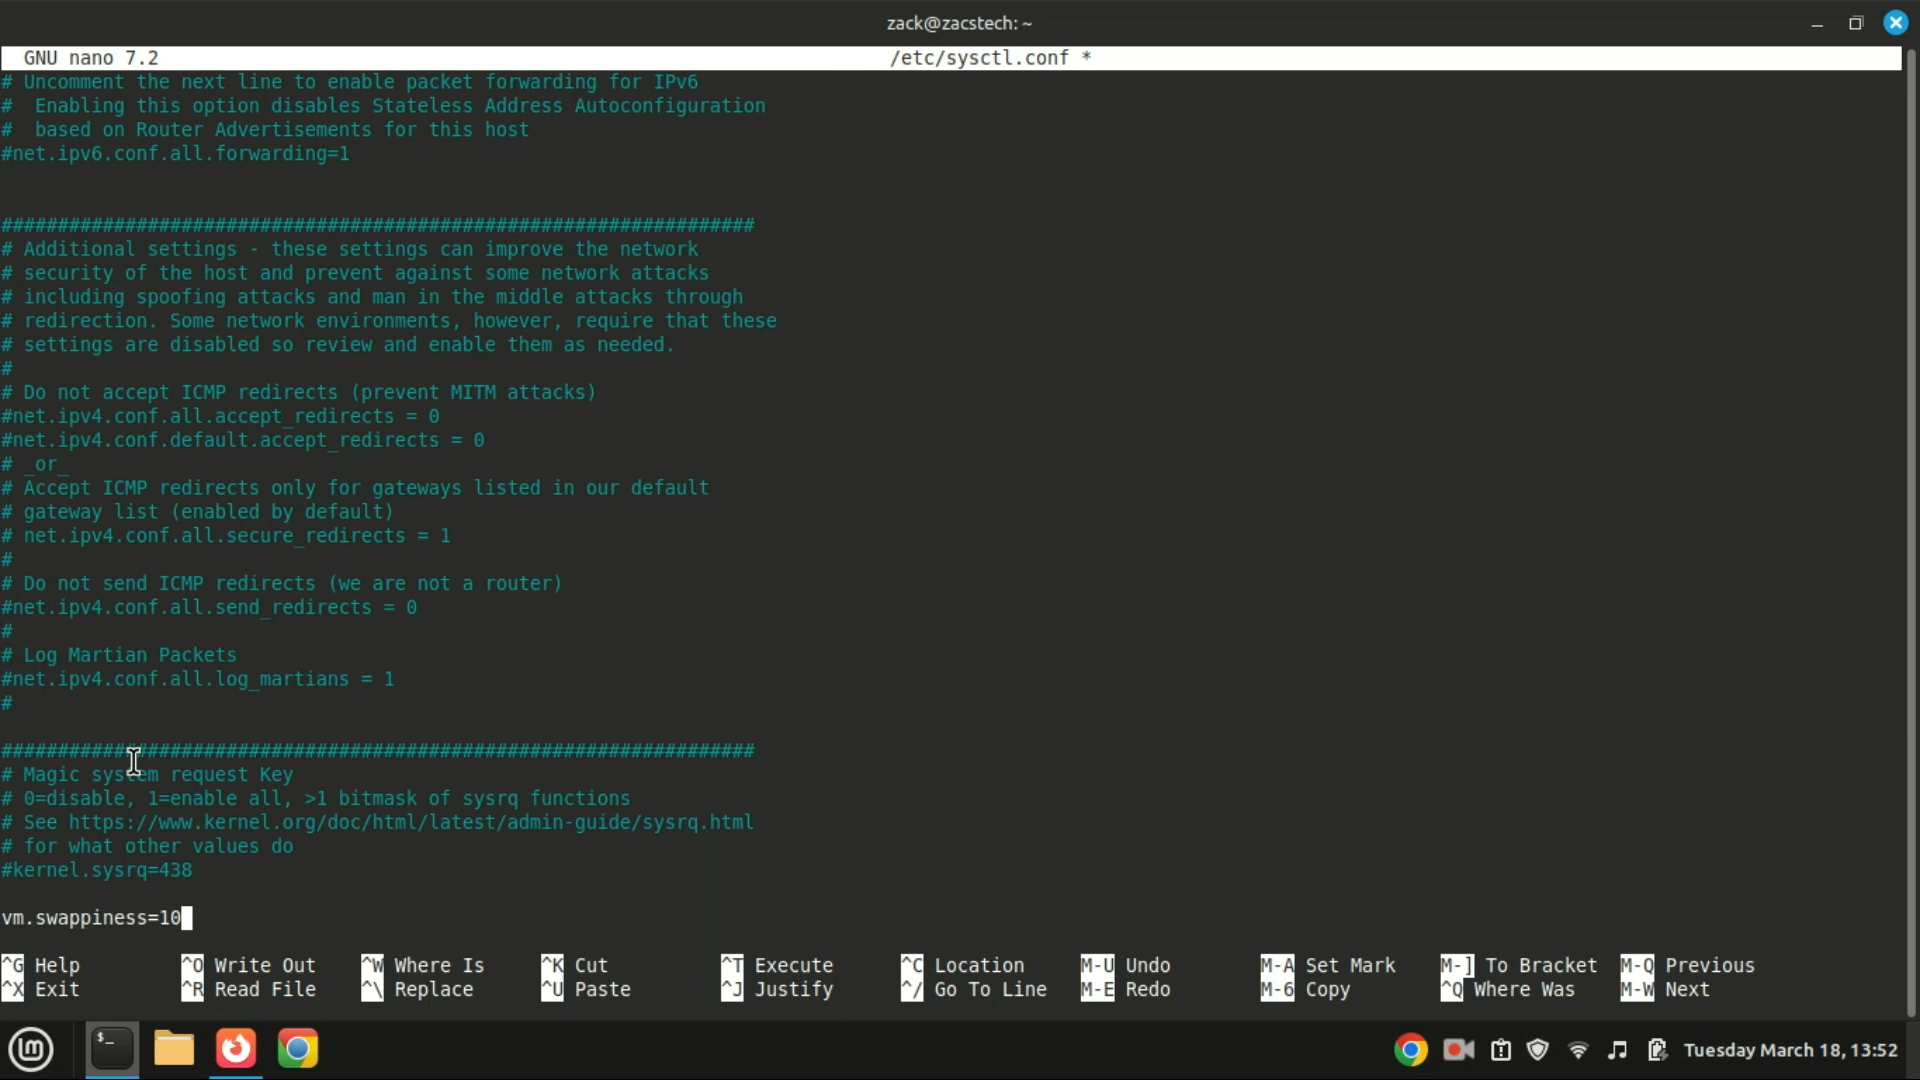 zack@zacstech: ~
GNU nano 7.2 /etc/sysctl.conf *
# Uncomment the next line to enable packet forwarding for IPv6
#  Enabling this option disables Stateless Address Autoconfiguration
#  based on Router Advertisements for this host
#net.ipv6.conf.all.forwarding=1
###################################################################
# Additional settings - these settings can improve the network
# security of the host and prevent against some network attacks
# including spoofing attacks and man in the middle attacks through
# redirection. Some network environments, however, require that these
# settings are disabled so review and enable them as needed.
#
# Do not accept ICMP redirects (prevent MITM attacks)
#net.ipv4.conf.all.accept_redirects = 0
#net.ipv4.conf.default.accept_redirects = 0
# _or_
# Accept ICMP redirects only for gateways listed in our default
# gateway list (enabled by default)
# net.ipv4.conf.all.secure_redirects = 1
#
# Do not send ICMP redirects (we are not a router)
#net.ipv4.conf.all.send_redirects = 0
#
# Log Martian Packets
#net.ipv4.conf.all.log_martians = 1
#
###################################################################
# Magic system request Key
# 0=disable, 1=enable all, >1 bitmask of sysrq functions
# See https://www.kernel.org/doc/html/latest/admin-guide/sysrq.html
# for what other values do
#kernel.sysrq=438
vm.swappiness=10
^G Help ^O Write Out ^W Where Is ^K Cut ^T Execute ^C Location M-U Undo M-A Set Mark M-] To Bracket M-Q Previous
^X Exit ^R Read File ^\ Replace ^U Paste ^J Justify ^/ Go To Line M-E Redo M-6 Copy ^Q Where Was M-W Next
Tuesday March 18, 13:52